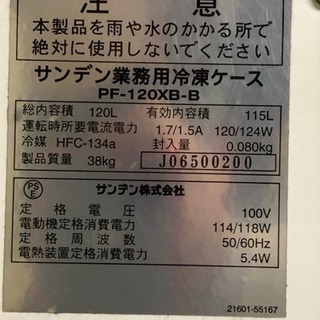 注 意
本製品を雨や水のかかる所で
使用しないでください
サンデン業務用冷凍ケース
PF-120XB-B
総内容積 120L 有効内容積 115L
運転時所要電流電力 1.7/1.5A 120/124W
冷媒 HFC-134a 封入量 0.080kg
製品質量 38kg J06500200
PSE サンデン株式会社
定格電圧 100V
電動機定格消費電力 114/118W
定格周波数 50/60Hz
電熱装置定格消費電力 5.4W
21601-55167